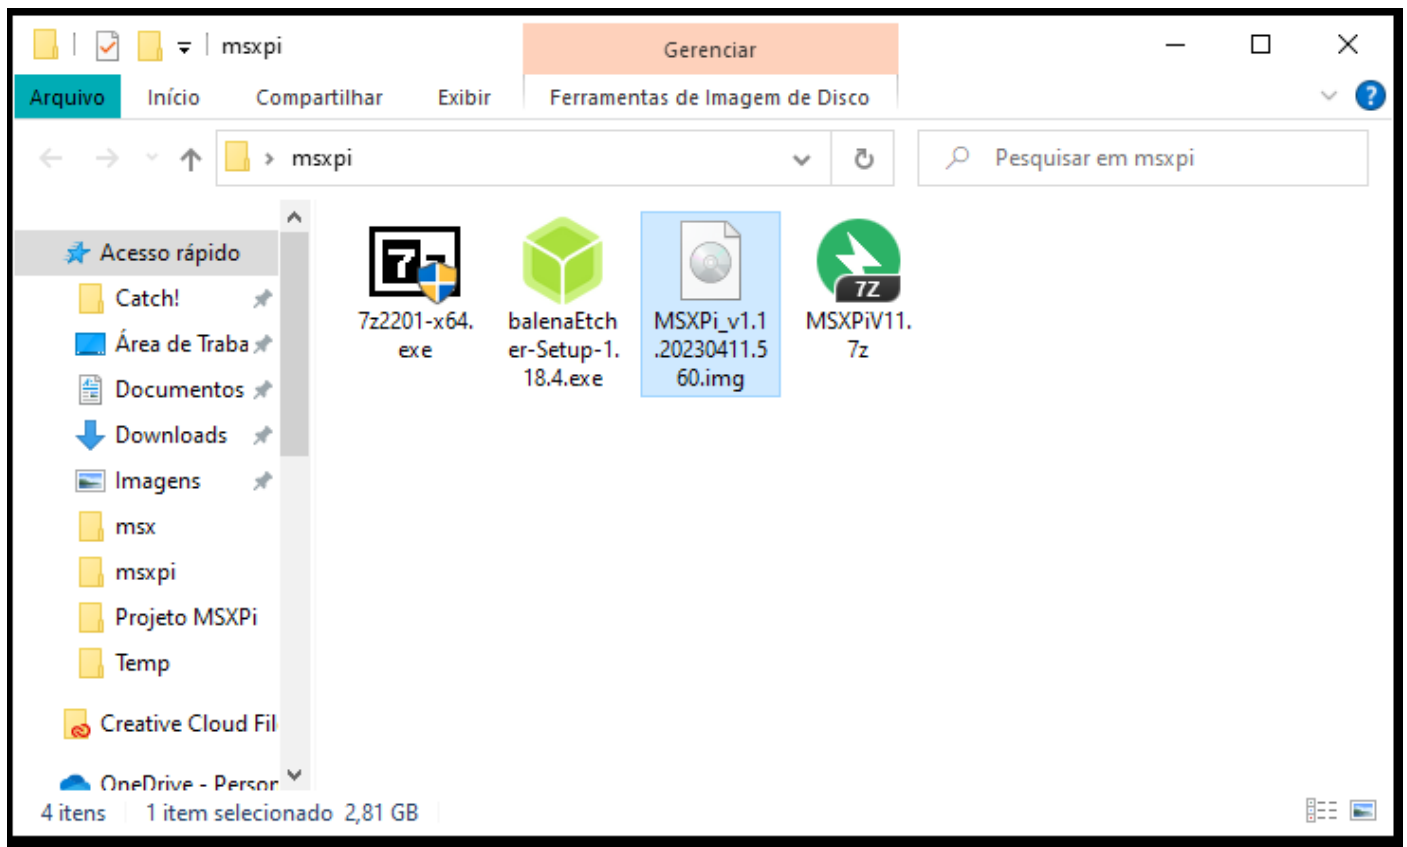 msxpi
Gerenciar
Arquivo
Início
Compartilhar
Exibir
Ferramentas de Imagem de Disco
?
msxpi
Pesquisar em msxpi
Acesso rápido
Catch!
Área de Traba
Documentos
Downloads
Imagens
msx
msxpi
Projeto MSXPi
Temp
Creative Cloud Fil
OneDrive - Person
7z2201-x64.
exe
balenaEtch
er-Setup-1.
18.4.exe
MSXPi_v1.1
.20230411.5
60.img
7Z
MSXPiV11.
7z
4 itens
1 item selecionado 2,81 GB